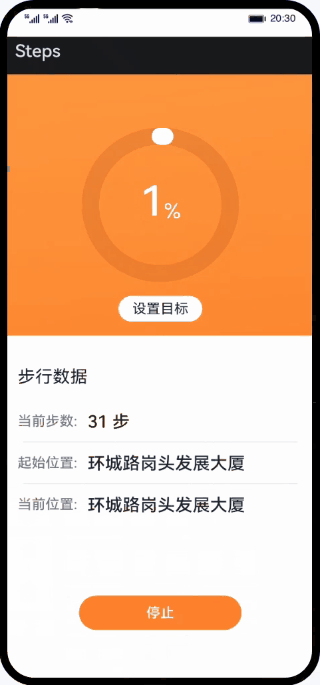 20:30
Steps
1%
设置目标
步行数据
当前步数: 31 步
起始位置: 环城路岗头发展大厦
当前位置: 环城路岗头发展大厦
停止